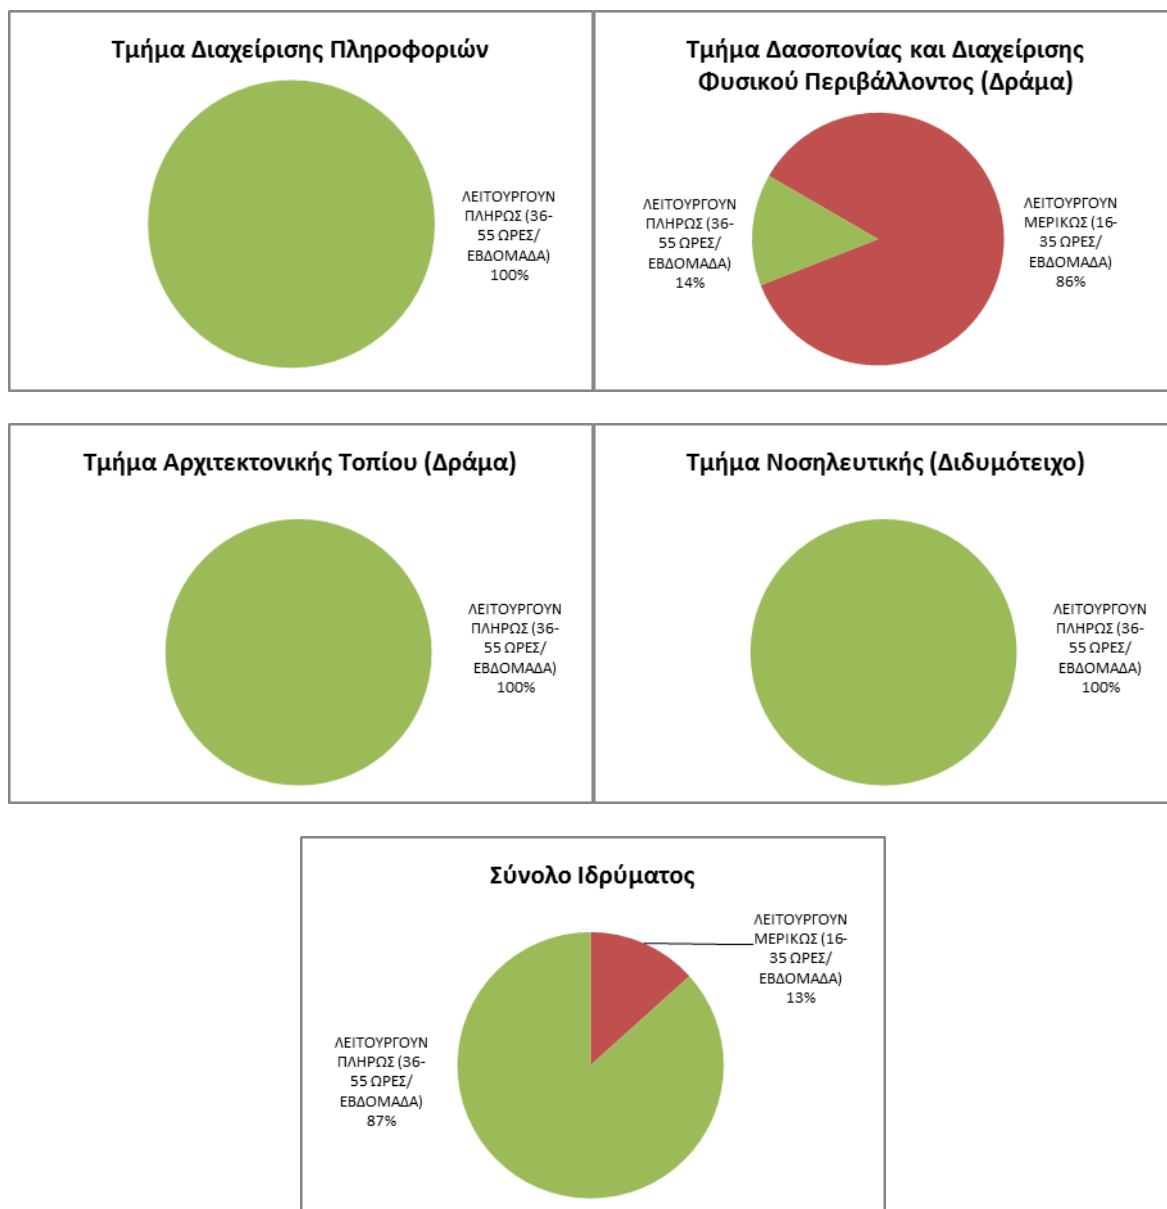 Τμήμα Διαχείρισης Πληροφοριών
ΛΕΙΤΟΥΡΓΟΥΝ
ΠΛΗΡΩΣ (36-
55 ΩΡΕΣ/
ΕΒΔΟΜΑΔΑ)
100%
Τμήμα Δασοπονίας και Διαχείρισης
Φυσικού Περιβάλλοντος (Δράμα)
ΛΕΙΤΟΥΡΓΟΥΝ
ΠΛΗΡΩΣ (36-
55 ΩΡΕΣ/
ΕΒΔΟΜΑΔΑ)
14%
ΛΕΙΤΟΥΡΓΟΥΝ
ΜΕΡΙΚΩΣ (16-
35 ΩΡΕΣ/
ΕΒΔΟΜΑΔΑ)
86%
Τμήμα Αρχιτεκτονικής Τοπίου (Δράμα)
ΛΕΙΤΟΥΡΓΟΥΝ
ΠΛΗΡΩΣ (36-
55 ΩΡΕΣ/
ΕΒΔΟΜΑΔΑ)
100%
Τμήμα Νοσηλευτικής (Διδυμότειχο)
ΛΕΙΤΟΥΡΓΟΥΝ
ΠΛΗΡΩΣ (36-
55 ΩΡΕΣ/
ΕΒΔΟΜΑΔΑ)
100%
Σύνολο Ιδρύματος
ΛΕΙΤΟΥΡΓΟΥΝ
ΜΕΡΙΚΩΣ (16-
35 ΩΡΕΣ/
ΕΒΔΟΜΑΔΑ)
13%
ΛΕΙΤΟΥΡΓΟΥΝ
ΠΛΗΡΩΣ (36-
55 ΩΡΕΣ/
ΕΒΔΟΜΑΔΑ)
87%